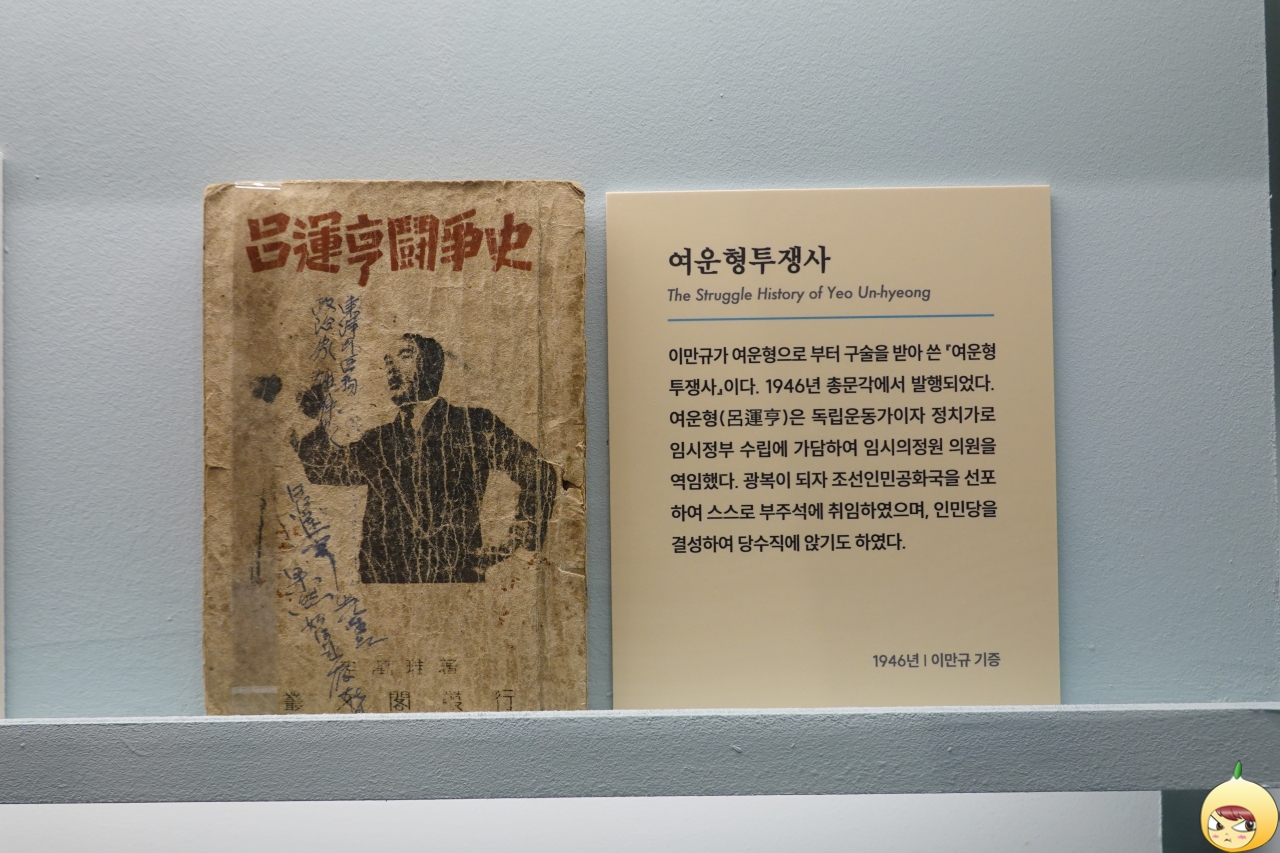 呂運亨鬪爭史
著
閣
行
여운형투쟁사
The Struggle History of Yeo Un-hyeong
이만규가 여운형으로 부터 구술을 받아 쓴 『여운형
투쟁사』이다. 1946년 총문각에서 발행되었다.
여운형(呂運亨)은 독립운동가이자 정치가로
임시정부 수립에 가담하여 임시의정원 의원을
역임했다. 광복이 되자 조선인민공화국을 선포
하여 스스로 부주석에 취임하였으며, 인민당을
결성하여 당수직에 앉기도 하였다.
1946년 | 이만규 기증